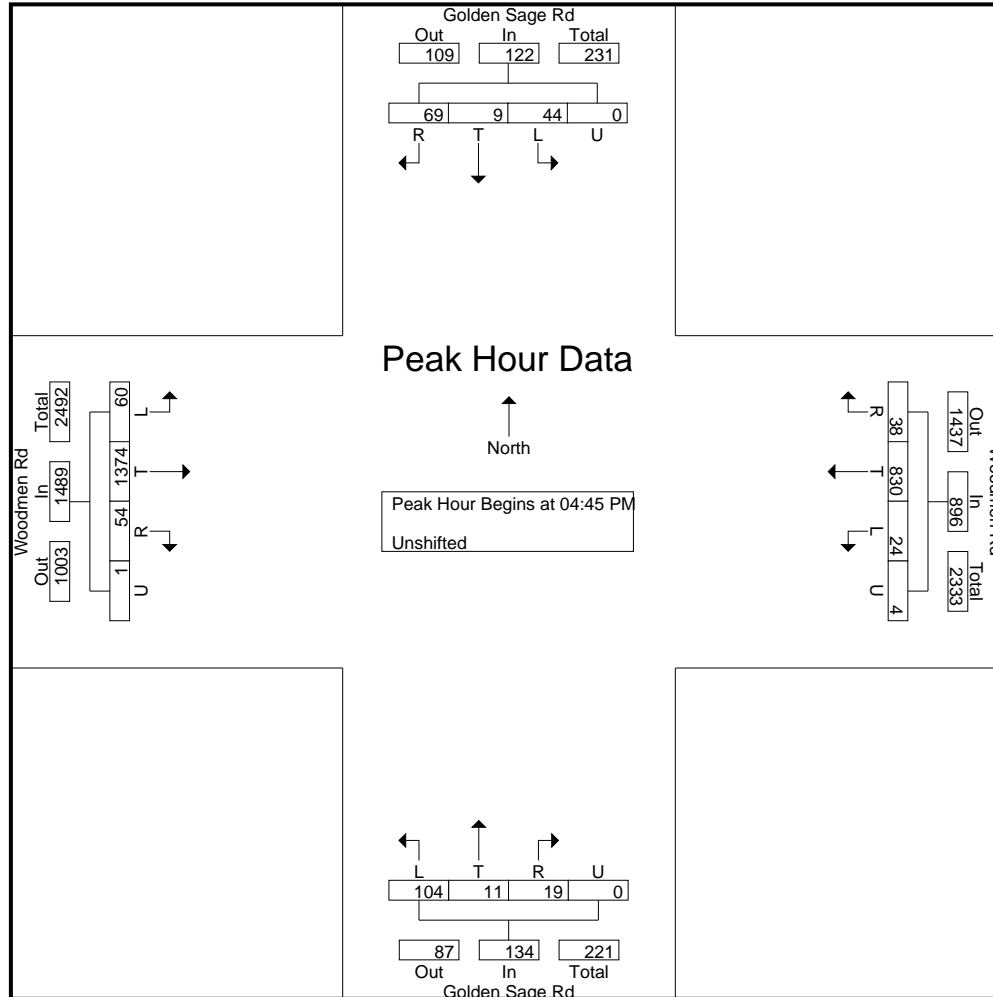 Golden Sage Rd
Out In Total
109 122 231
69 9 44 0
R T L U
Peak Hour Data
North
Peak Hour Begins at 04:45 PM
Unshifted
Woodmen Rd
Total In Out
2492 1489 1003
60 1374 54 1
L T R U
Out In Total
1437 896 2333
38 830 24 4
R T L U
L T R U
104 11 19 0
87 134 221
Out In Total
Golden Sage Rd